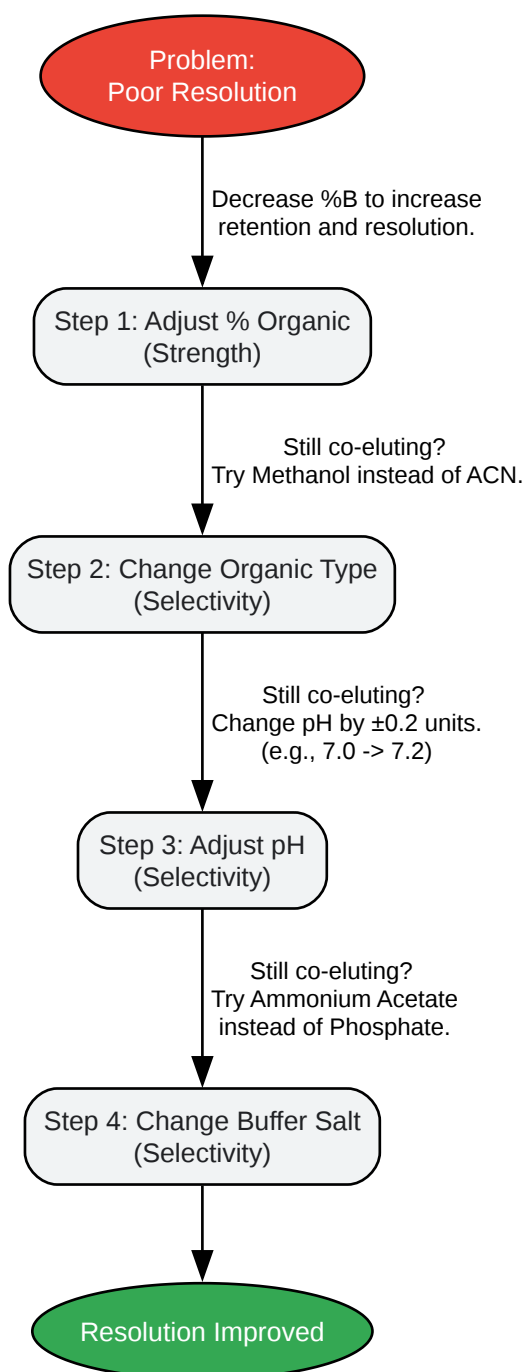 Problem:
Poor Resolution
Decrease %B to increase
retention and resolution.
Step 1: Adjust % Organic
(Strength)
Still co-eluting?
Try Methanol instead of ACN.
Step 2: Change Organic Type
(Selectivity)
Still co-eluting?
Change pH by ±0.2 units.
(e.g., 7.0 -> 7.2)
Step 3: Adjust pH
(Selectivity)
Still co-eluting?
Try Ammonium Acetate
instead of Phosphate.
Step 4: Change Buffer Salt
(Selectivity)
Resolution Improved